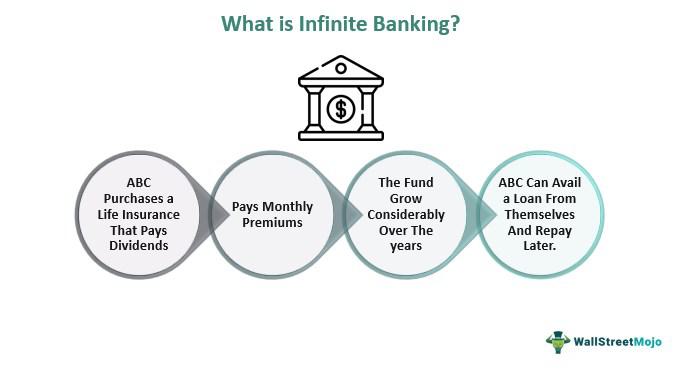 What is Infinite Banking?
$
ABC
Purchases a
Life Insurance
That Pays
Dividends
Pays Monthly
Premiums
The Fund
Grow
Considerably
Over The
years
ABC Can Avail
a Loan From
Themselves
And Repay
Later.
WallStreetMojo